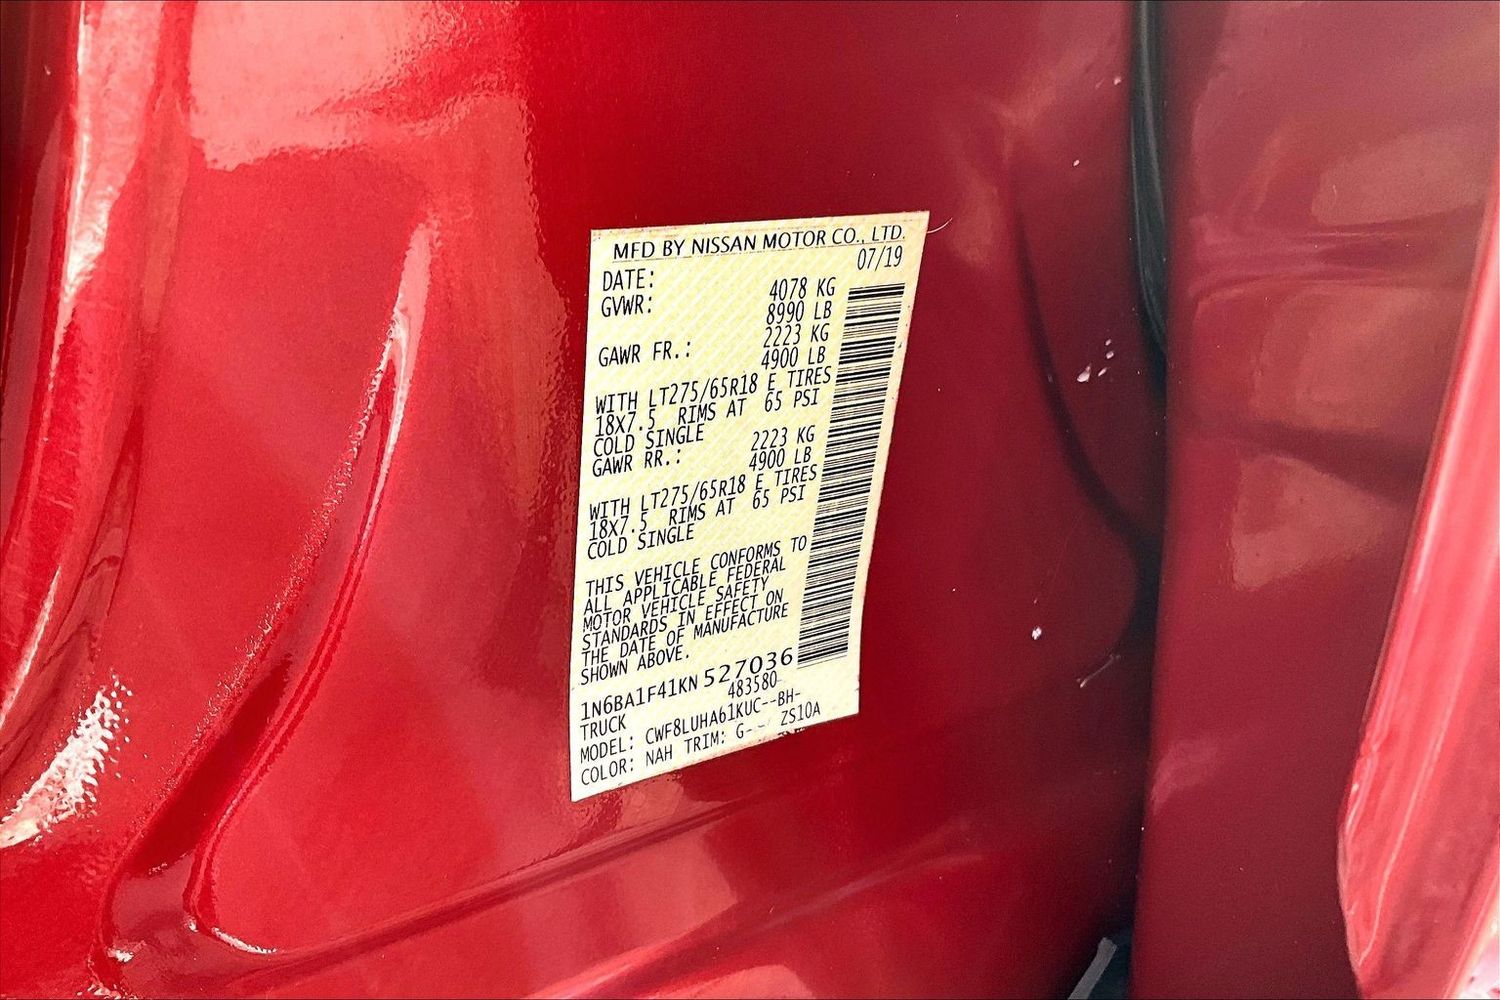 MFD BY NISSAN MOTOR CO., LTD.
DATE: 07/19
GVWR: 4078 KG
8990 LB
GAWR FR.: 2223 KG
4900 LB
WITH LT275/65R18 E TIRES
18X7.5 RIMS AT 65 PSI
COLD SINGLE
GAWR RR.: 2223 KG
4900 LB
WITH LT275/65R18 E TIRES
18X7.5 RIMS AT 65 PSI
COLD SINGLE
THIS VEHICLE CONFORMS TO
ALL APPLICABLE FEDERAL
MOTOR VEHICLE SAFETY
STANDARDS IN EFFECT ON
THE DATE OF MANUFACTURE
SHOWN ABOVE.
1N6BA1F41KN527036
TRUCK 483580
MODEL: CWF8LUHA61KUC--BH-
COLOR: NAH TRIM: G-- ZS10A